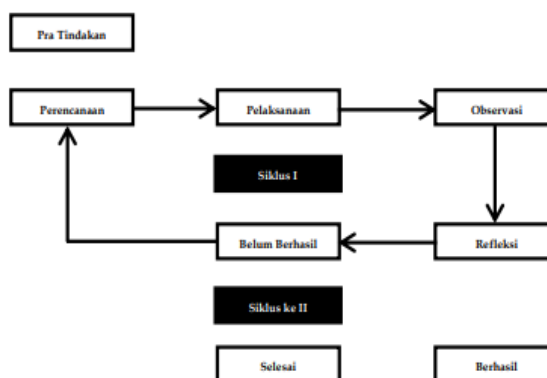 Pra Tindakan
Perencanaan
Pelaksanaan
Observasi
Siklus I
Belum Berhasil
Refleksi
Siklus ke II
Selesai
Berhasil